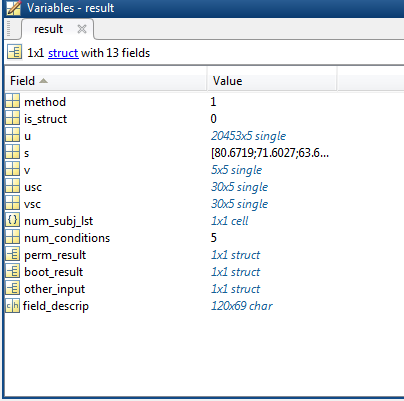 Variables - result
result
1x1 struct with 13 fields
Field Value
method 1
is_struct 0
u 20453x5 single
s [80.6719;71.6027;63.6...
v 5x5 single
usc 30x5 single
vsc 30x5 single
num_subj_lst 1x1 cell
num_conditions 5
perm_result 1x1 struct
boot_result 1x1 struct
other_input 1x1 struct
field_descrip 120x69 char